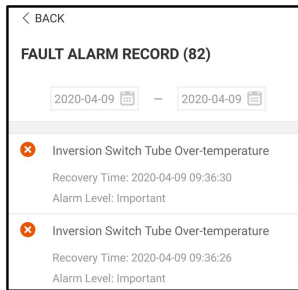 < BACK
FAULT ALARM RECORD (82)
2020-04-09 – 2020-04-09
Inversion Switch Tube Over-temperature
Recovery Time: 2020-04-09 09:36:30
Alarm Level: Important
Inversion Switch Tube Over-temperature
Recovery Time: 2020-04-09 09:36:26
Alarm Level: Important